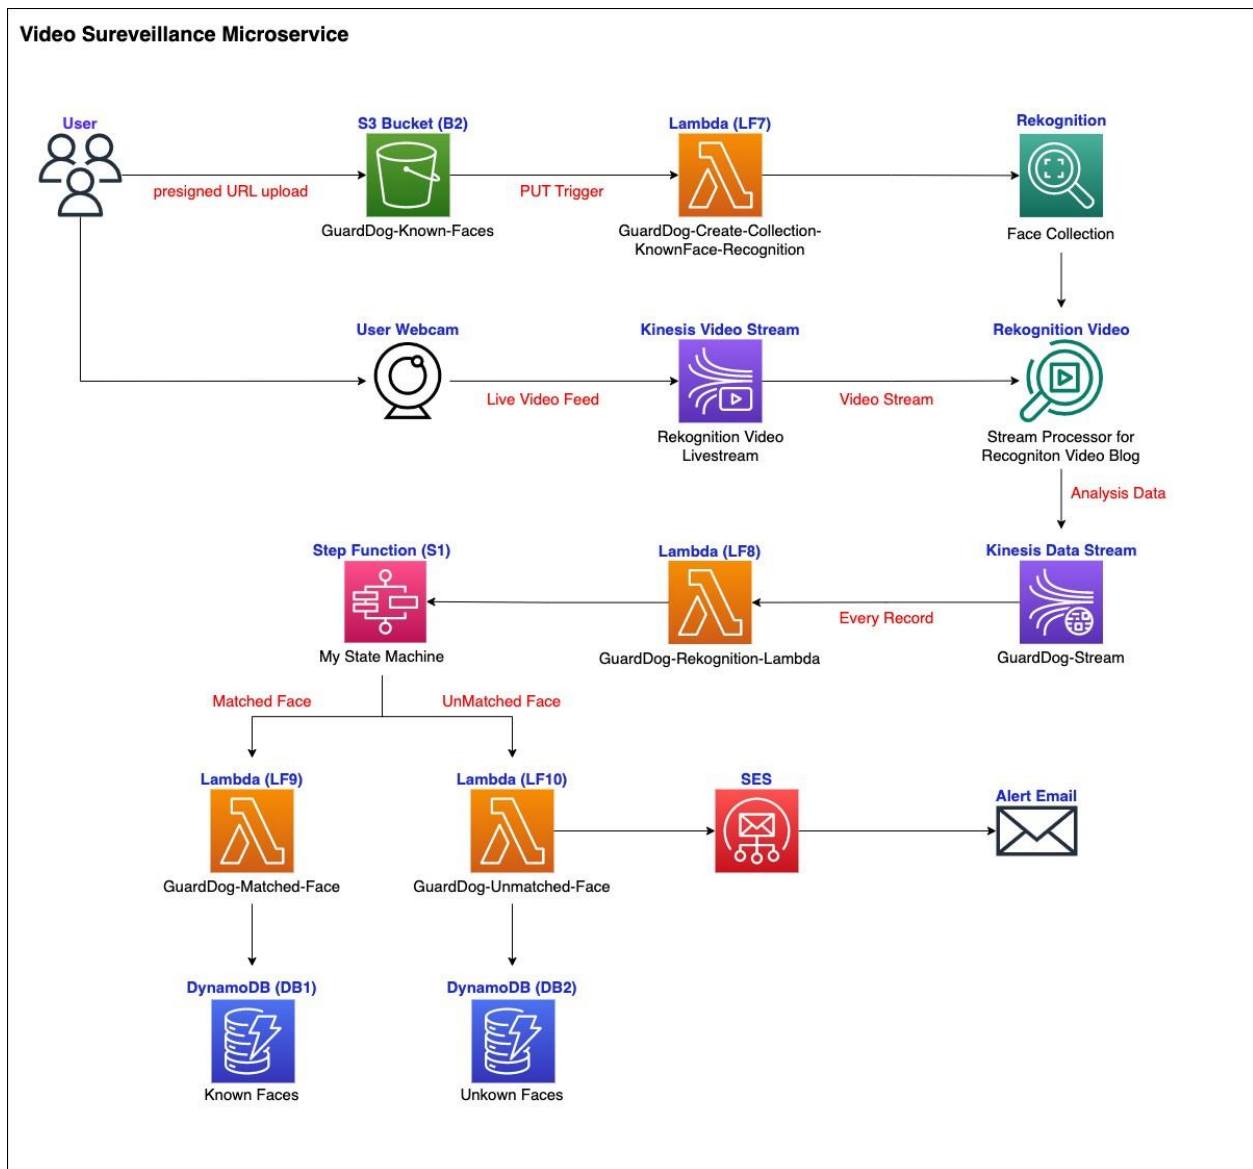 Video Sureveillance Microservice
User
S3 Bucket (B2)
Lambda (LF7)
Rekognition
presigned URL upload
PUT Trigger
GuardDog-Known-Faces
GuardDog-Create-Collection-
KnownFace-Recognition
Face Collection
User Webcam
Kinesis Video Stream
Rekognition Video
Live Video Feed
Video Stream
Rekognition Video
Livestream
Stream Processor for
Recogniton Video Blog
Analysis Data
Step Function (S1)
Lambda (LF8)
Kinesis Data Stream
Every Record
My State Machine
GuardDog-Rekognition-Lambda
GuardDog-Stream
Matched Face
UnMatched Face
Lambda (LF9)
Lambda (LF10)
SES
Alert Email
GuardDog-Matched-Face
GuardDog-Unmatched-Face
DynamoDB (DB1)
DynamoDB (DB2)
Known Faces
Unkown Faces